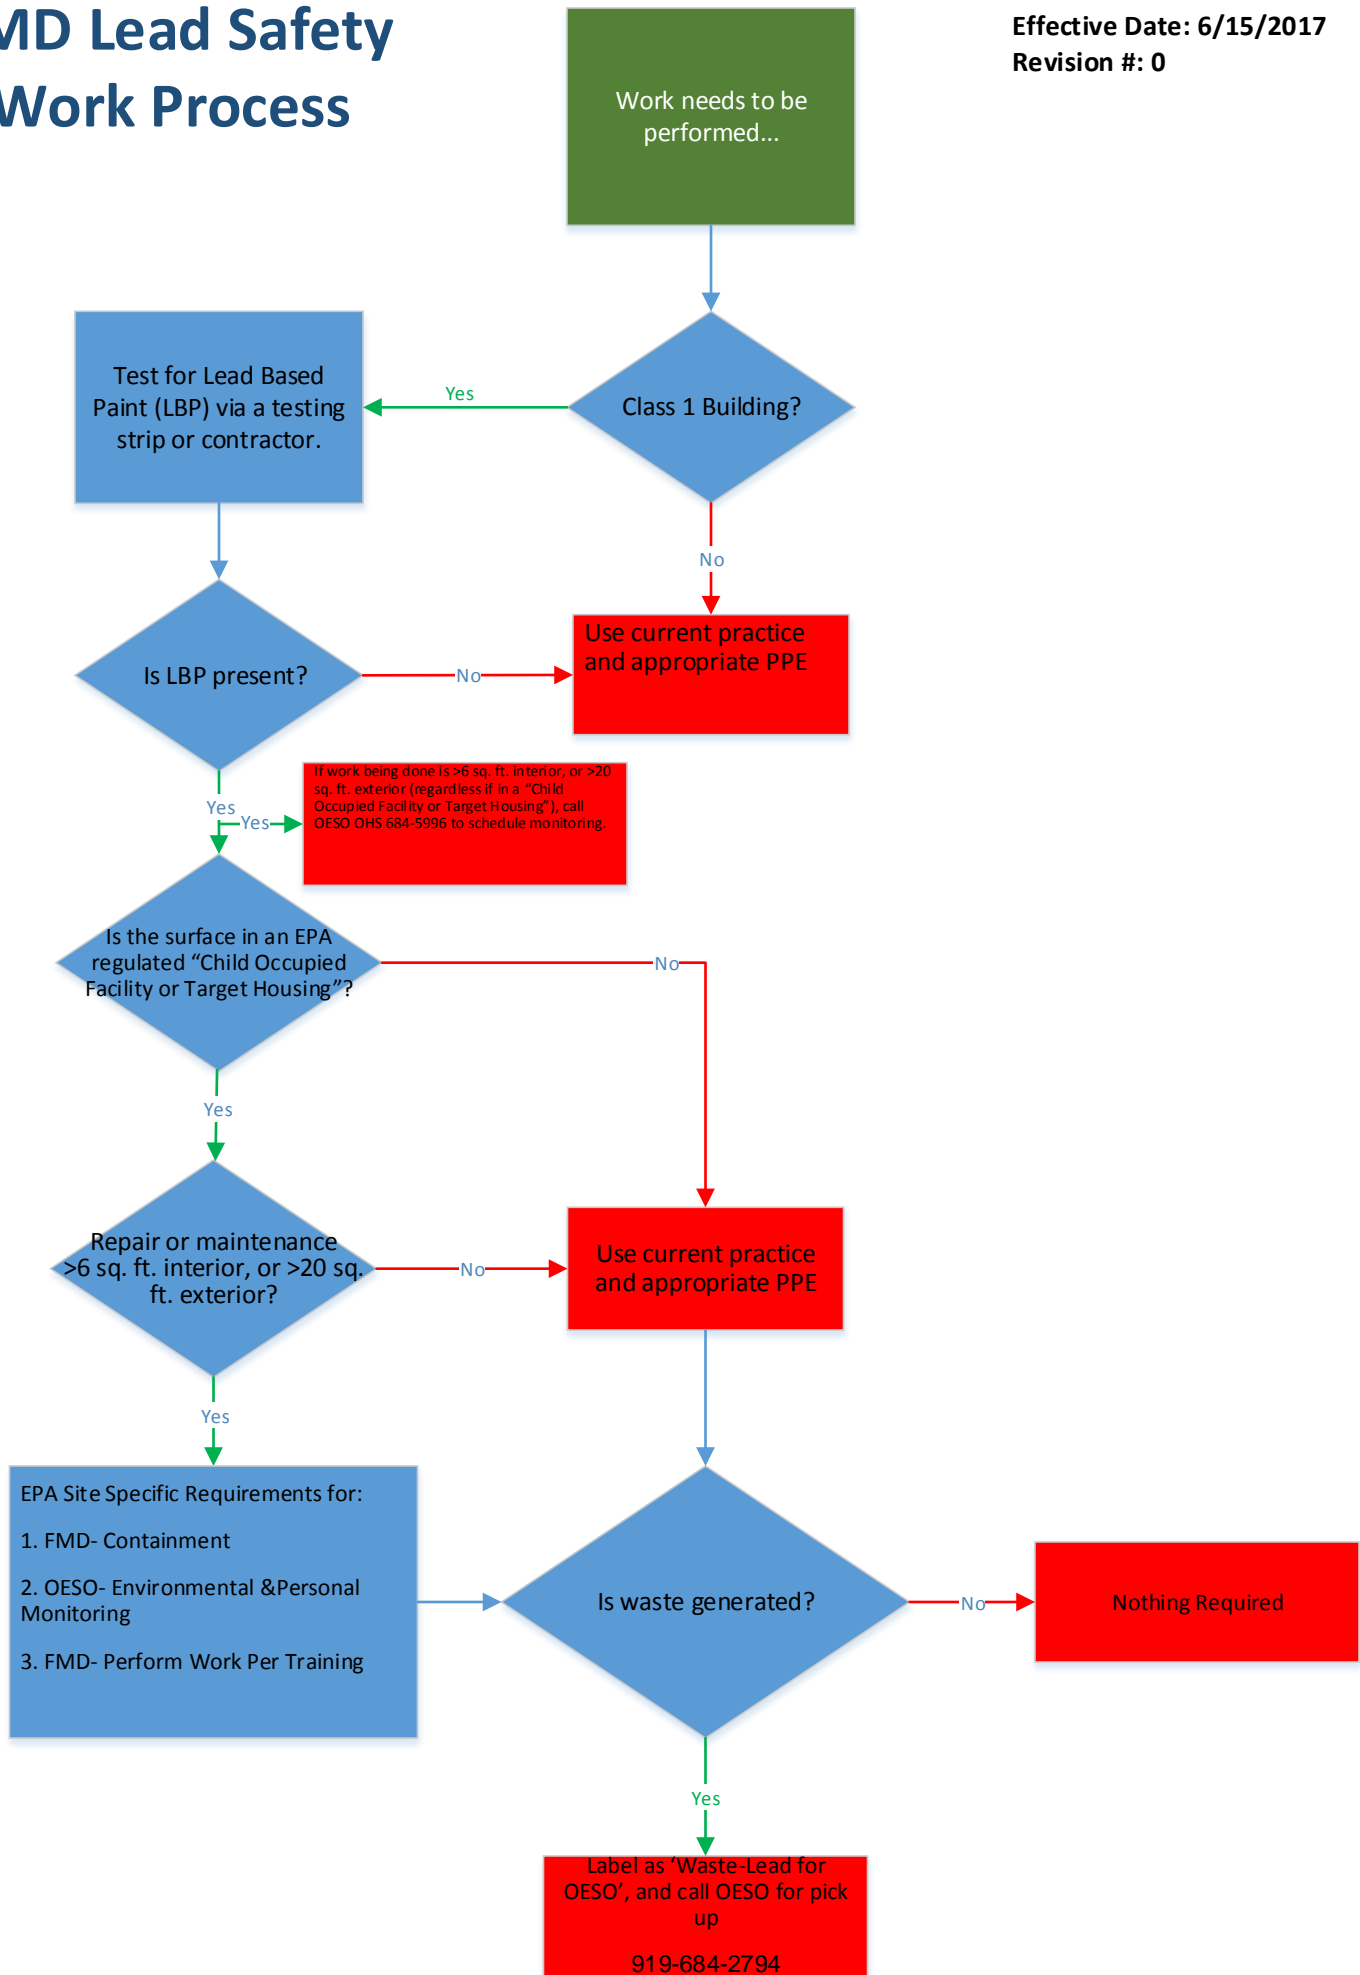 MD Lead Safety
Work Process
Effective Date: 6/15/2017
Revision #: 0
Work needs to be
performed...
Class 1 Building?
Yes
Test for Lead Based
Paint (LBP) via a testing
strip or contractor.
No
Use current practice
and appropriate PPE
Is LBP present?
No
Yes
Yes
If work being done is >6 sq. ft. interior, or >20
sq. ft. exterior (regardless if in a “Child
Occupied Facility or Target Housing”), call
OESO OHS 684-5996 to schedule monitoring.
Is the surface in an EPA
regulated “Child Occupied
Facility or Target Housing”?
No
Yes
Repair or maintenance
>6 sq. ft. interior, or >20 sq.
ft. exterior?
No
Use current practice
and appropriate PPE
Yes
EPA Site Specific Requirements for:
1. FMD- Containment
2. OESO- Environmental &Personal
Monitoring
3. FMD- Perform Work Per Training
Is waste generated?
No
Nothing Required
Yes
Label as ‘Waste-Lead for
OESO’, and call OESO for pick
up
919-684-2794